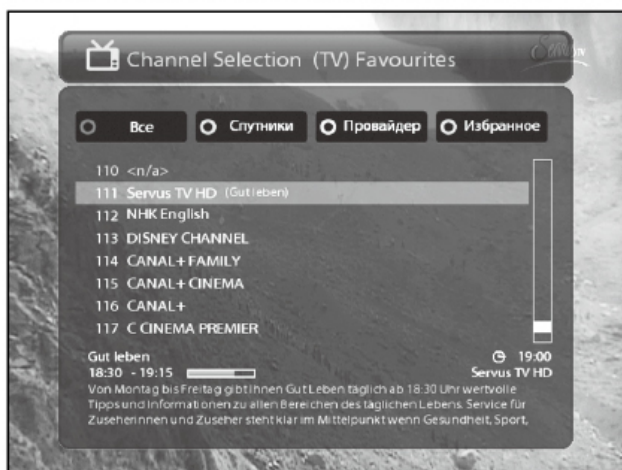 Channel Selection (TV) Favourites
Все Спутники Провайдер Избранное
110 <n/a>
111 Servus TV HD (Gut leben)
112 NHK English
113 DISNEY CHANNEL
114 CANAL+ FAMILY
115 CANAL+ CINEMA
116 CANAL+
117 C CINEMA PREMIER
Gut leben 19:00
18:30 - 19:15 Servus TV HD
Von Montag bis Freitag gibt Ihnen Gut Leben täglich ab 18:30 Uhr wertvolle
Tipps und Informationen zu allen Bereichen des täglichen Lebens. Service für
Zuseherinnen und Zuseher steht klar im Mittelpunkt wenn Gesundheit, Sport,